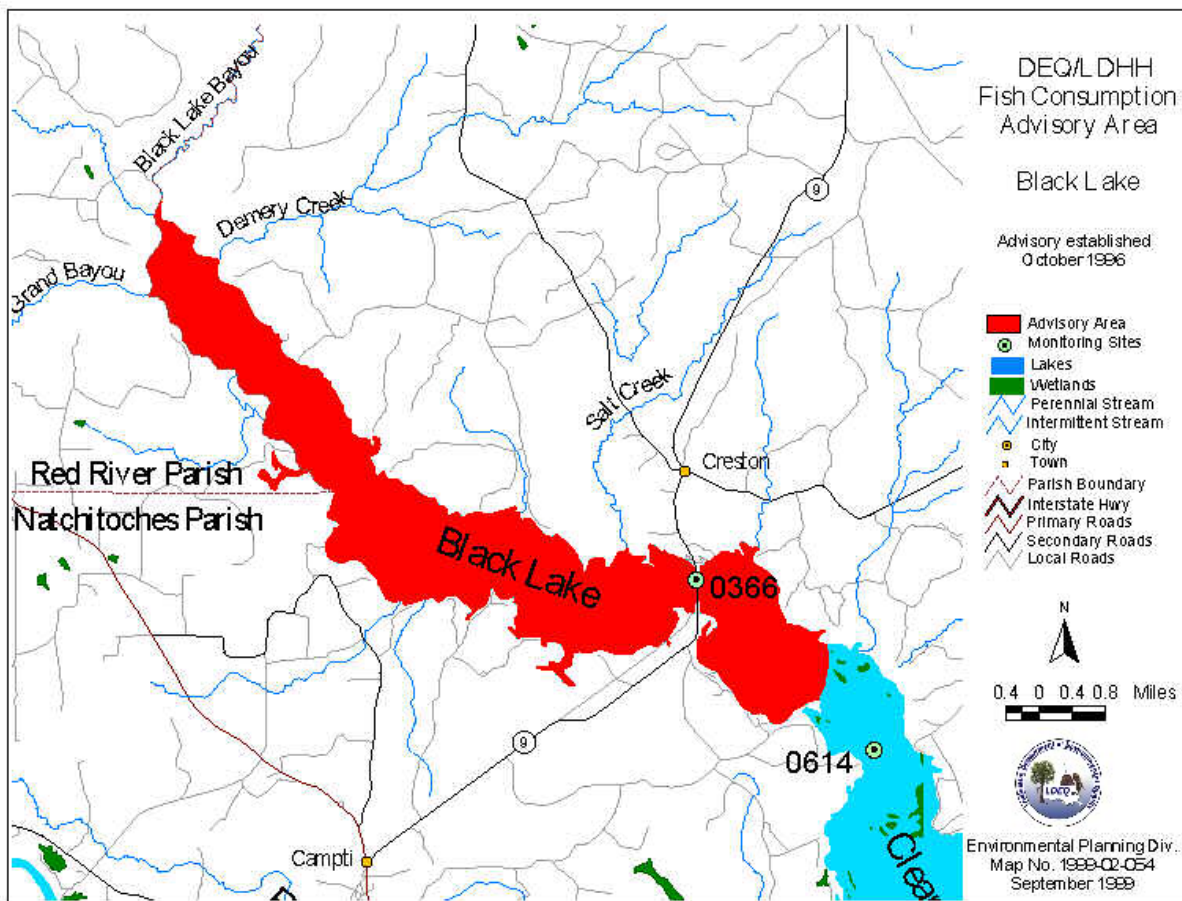 DEQ/LDHH
Fish Consumption
Advisory Area
Black Lake
Advisory established
October 1996
Advisory Area
Monitoring Sites
Lakes
Wetlands
Perennial Stream
Intermittent Stream
City
Town
Parish Boundary
Interstate Hwy
Primary Roads
Secondary Roads
Local Roads
N
0.4 0 0.4 0.8 Miles
LDEQ
Environmental Planning Div.
Map No. 1999-02-054
September 1999
Black Lake Bayou
Demery Creek
Grand Bayou
9
Salt Creek
Creston
Red River Parish
Natchitoches Parish
Black Lake
0366
9
0614
Campti
Clear